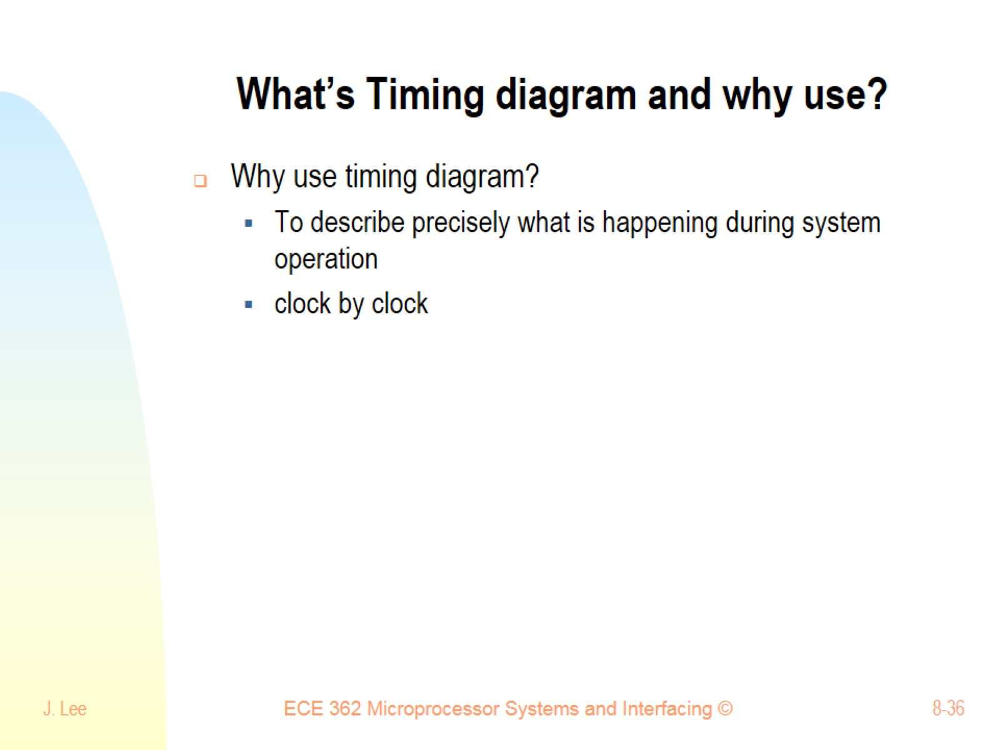 What’s Timing diagram and why use?
Why use timing diagram?
To describe precisely what is happening during system
operation
clock by clock
J. Lee
ECE 362 Microprocessor Systems and Interfacing ©
8-36